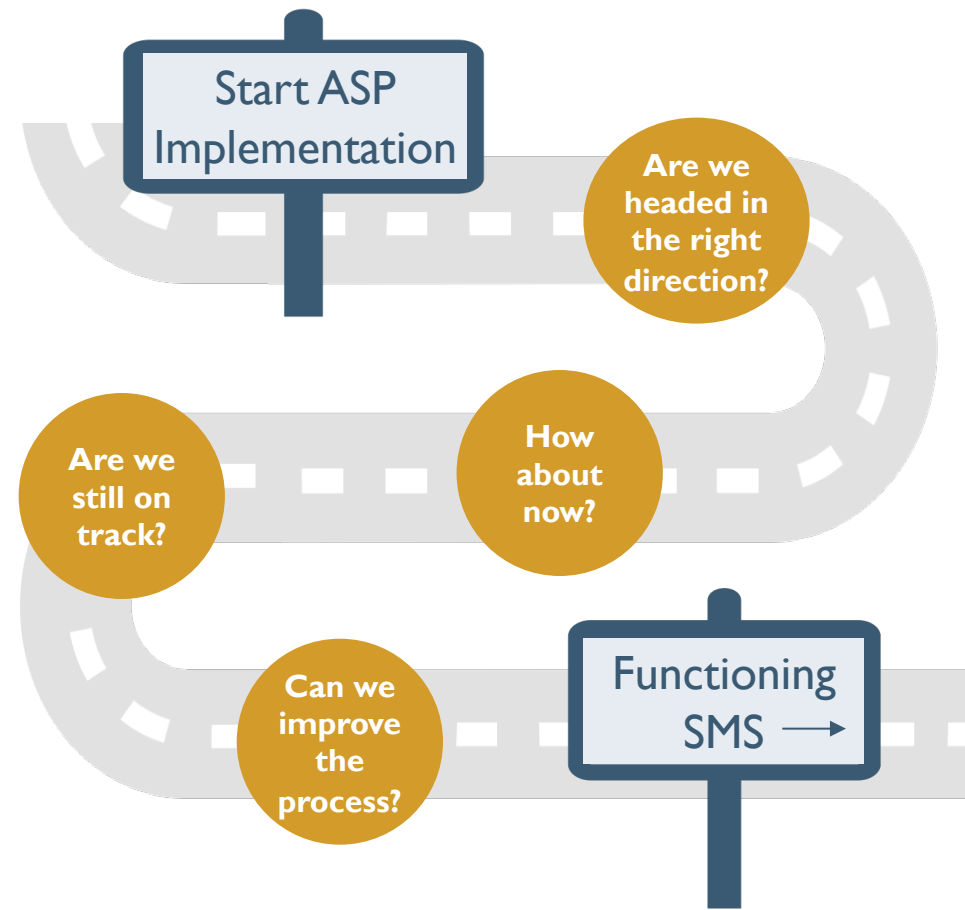 Start ASP
Implementation
Are we
headed in
the right
direction?
How
about
now?
Are we
still on
track?
Can we
improve
the
process?
Functioning
SMS →